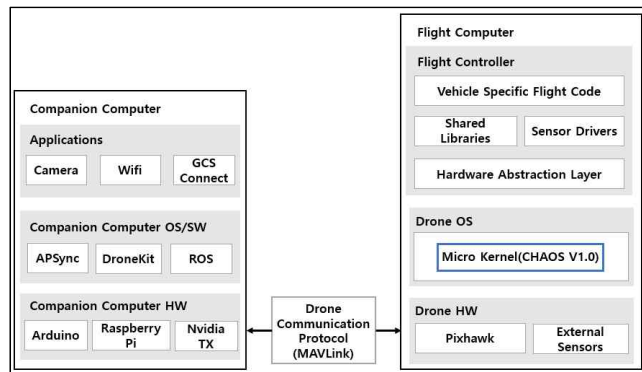 Companion Computer
Applications
Camera
Wifi
GCS
Connect
Companion Computer OS/SW
APSync
DroneKit
ROS
Companion Computer HW
Arduino
Raspberry
Pi
Nvidia
TX
Drone
Communication
Protocol
(MAVLink)
Flight Computer
Flight Controller
Vehicle Specific Flight Code
Shared
Libraries
Sensor Drivers
Hardware Abstraction Layer
Drone OS
Micro Kernel(CHAOS V1.0)
Drone HW
Pixhawk
External
Sensors